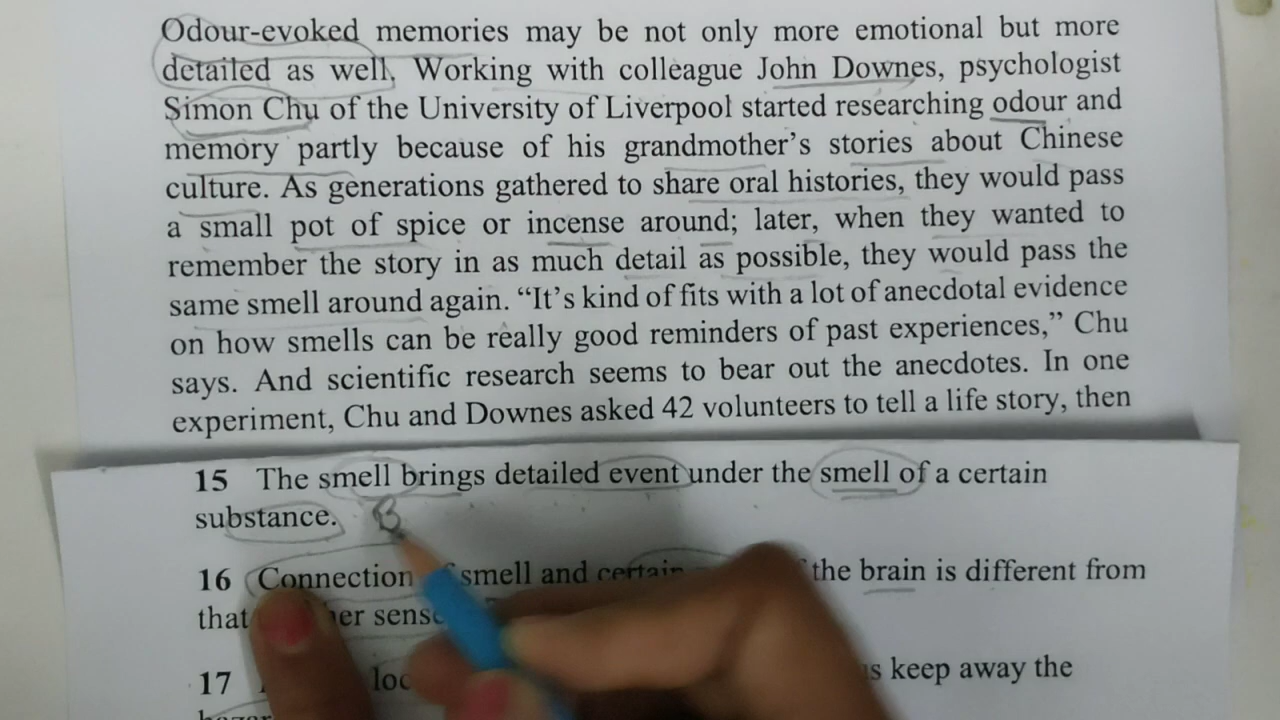 Odour-evoked memories may be not only more emotional but more
detailed as well. Working with colleague John Downes, psychologist
Simon Chu of the University of Liverpool started researching odour and
memory partly because of his grandmother's stories about Chinese
culture. As generations gathered to share oral histories, they would pass
a small pot of spice or incense around; later, when they wanted to
remember the story in as much detail as possible, they would pass the
same smell around again. “It's kind of fits with a lot of anecdotal evidence
on how smells can be really good reminders of past experiences,” Chu
says. And scientific research seems to bear out the anecdotes. In one
experiment, Chu and Downes asked 42 volunteers to tell a life story, then
15 The smell brings detailed event under the smell of a certain
substance. B
16 Connection smell and certain the brain is different from
that
17 keep away the